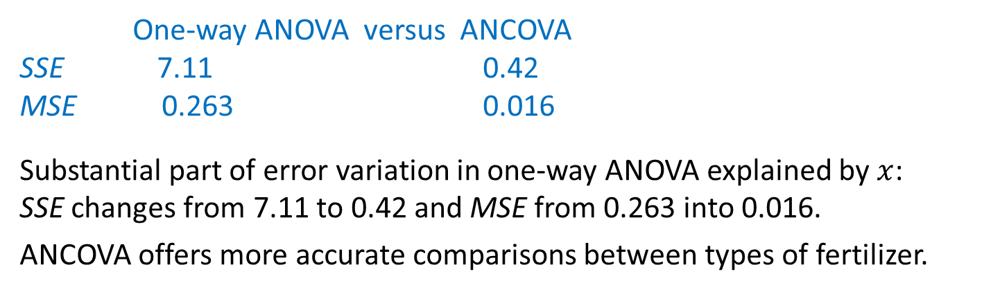 One-way ANOVA versus ANCOVA
SSE 7.11 0.42
MSE 0.263 0.016
Substantial part of error variation in one-way ANOVA explained by x:
SSE changes from 7.11 to 0.42 and MSE from 0.263 into 0.016.
ANCOVA offers more accurate comparisons between types of fertilizer.